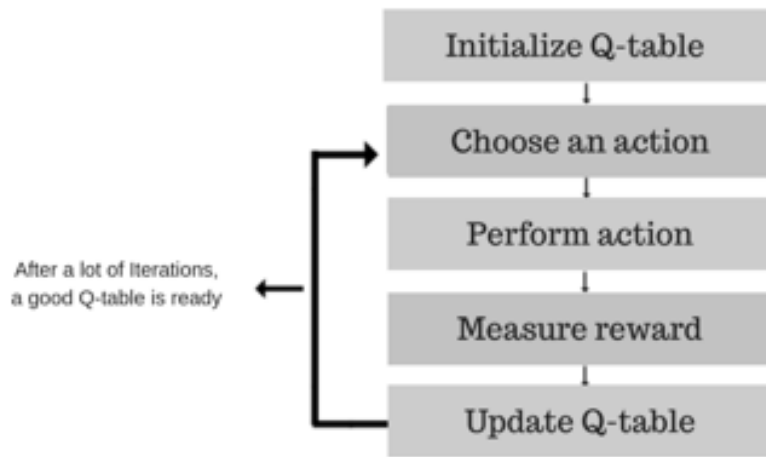 Initialize Q-table
Choose an action
Perform action
Measure reward
Update Q-table
After a lot of Iterations,
a good Q-table is ready